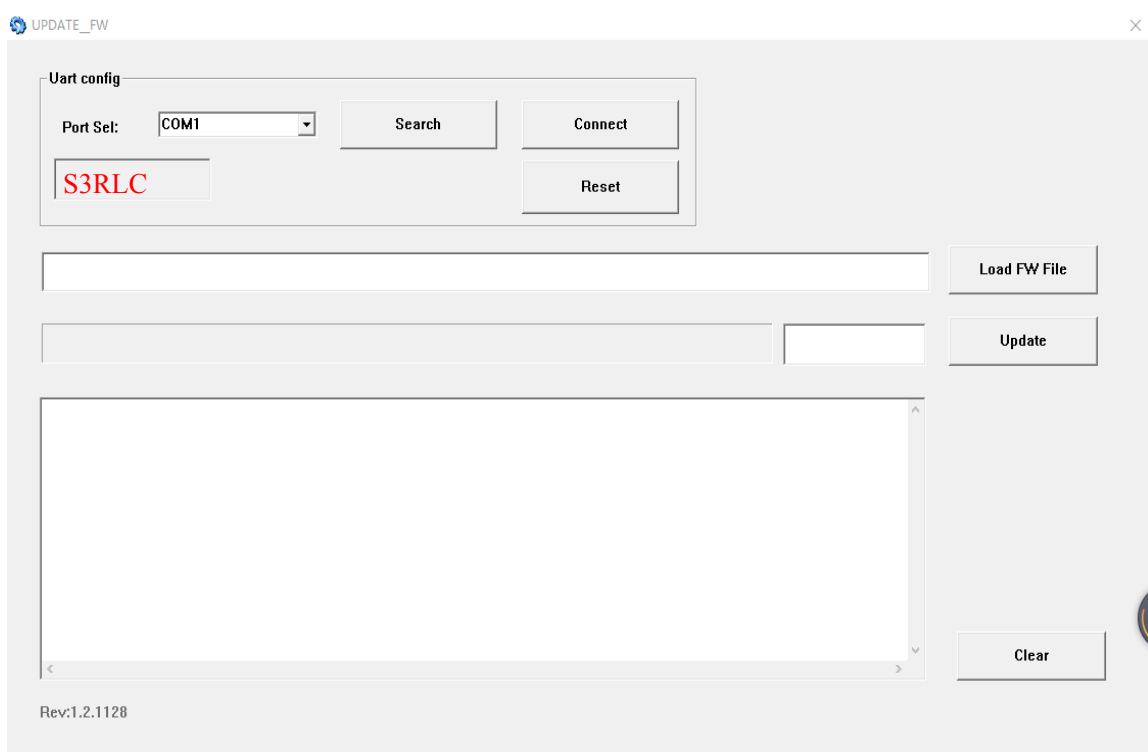 UPDATE_FW
Uart config
Port Sel:
COM1
Search
Connect
S3RLC
Reset
Load FW File
Update
Clear
Rev:1.2.1128